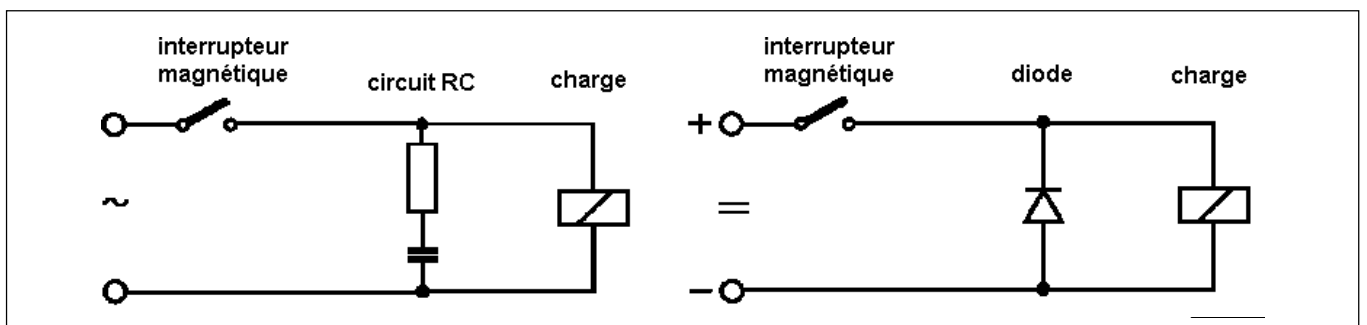 interrupteur
magnétique
circuit RC
charge
~
interrupteur
magnétique
diode
charge
+
=
−